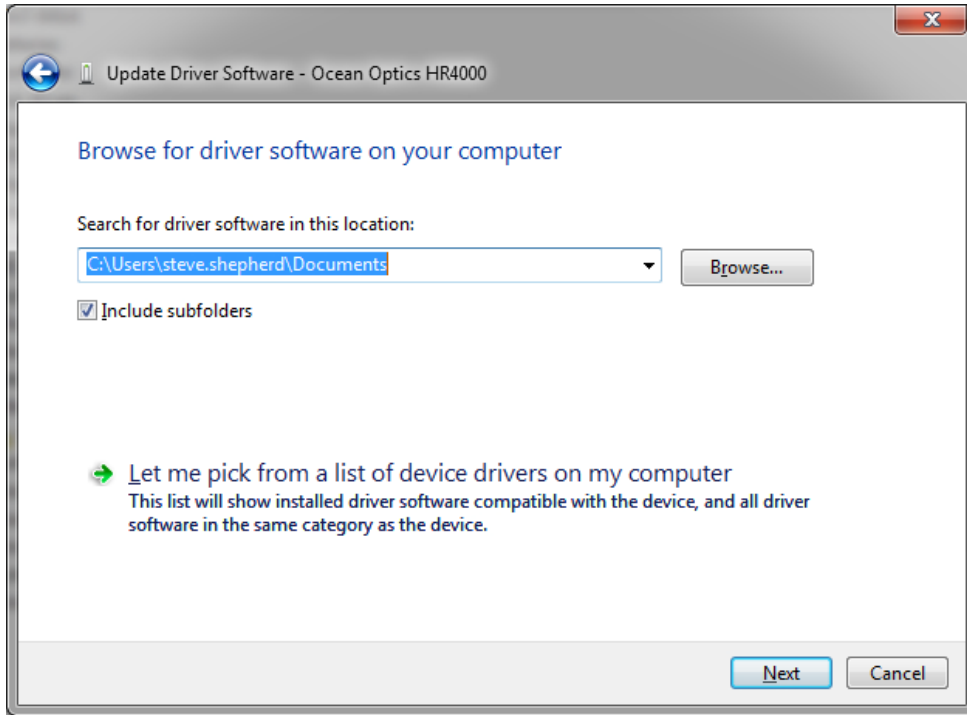 Update Driver Software - Ocean Optics HR4000
Browse for driver software on your computer
Search for driver software in this location:
C:\Users\steve.shepherd\Documents
Browse...
Include subfolders
Let me pick from a list of device drivers on my computer
This list will show installed driver software compatible with the device, and all driver
software in the same category as the device.
Next
Cancel